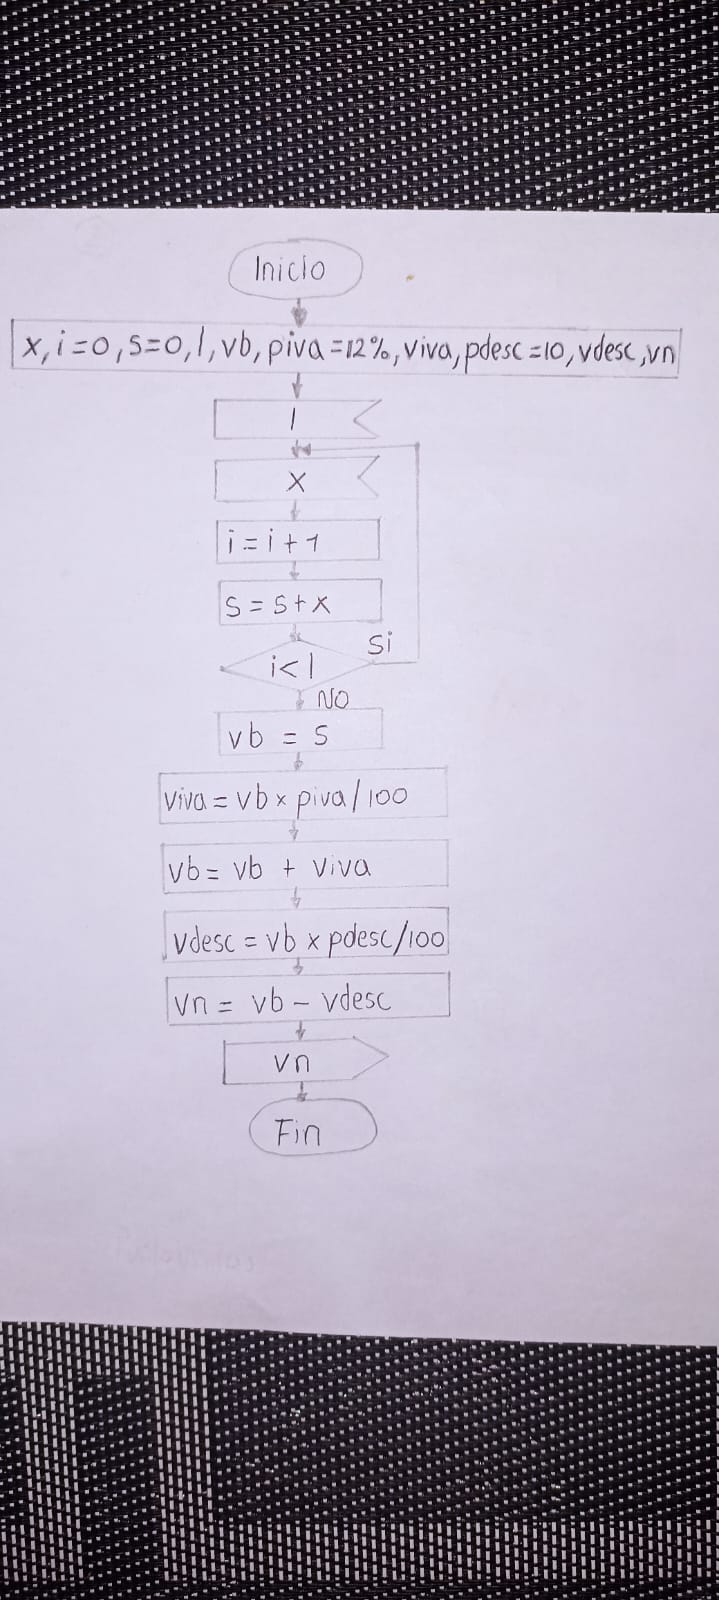 Inicio
x, i=0, s=0, l, vb, piva=12%, viva, pdesc=10, vdesc, vn
l
x
i=i+1
s=s+x
Si
i<l
NO
vb = s
viva = vb x piva/100
vb= vb + viva
vdesc = vb x pdesc/100
vn = vb - vdesc
vn
Fin